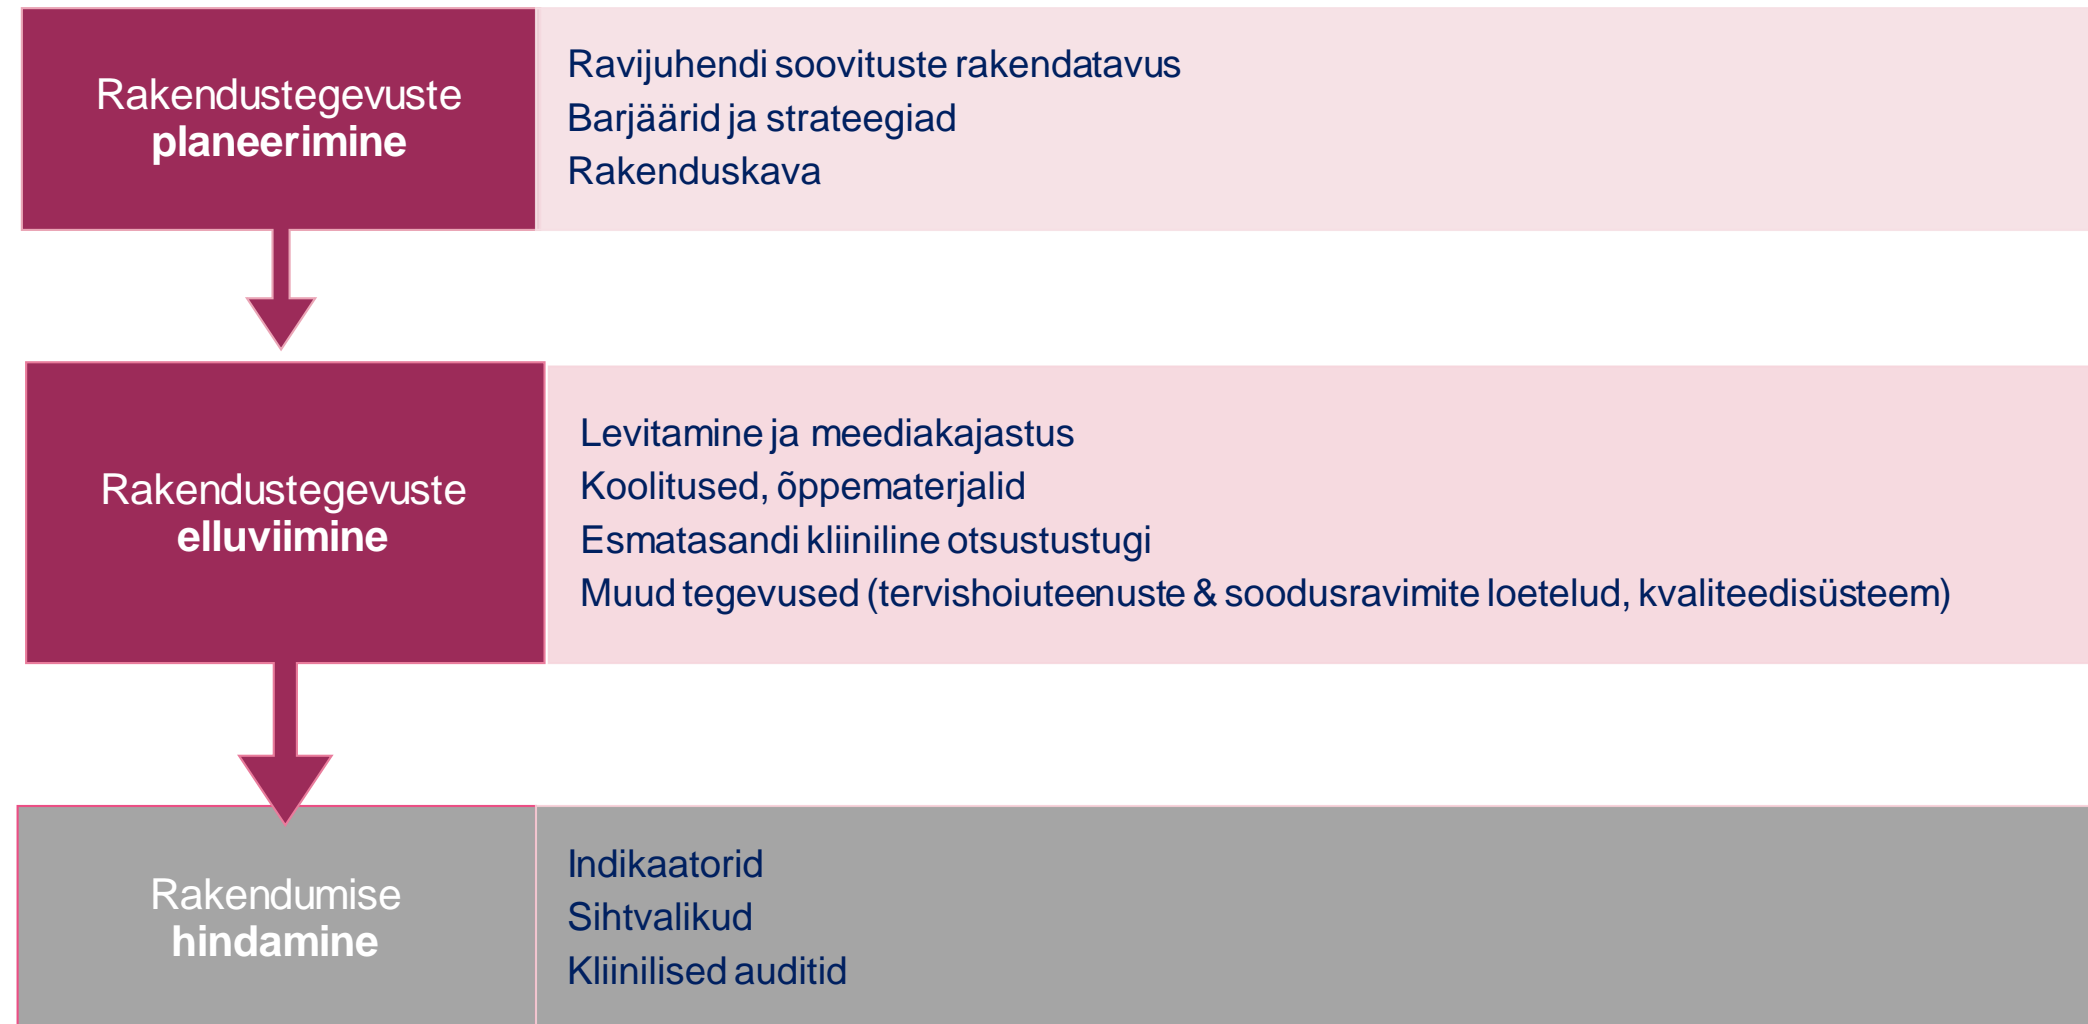 Rakendustegevuste
planeerimine
Ravijuhendi soovituste rakendatavus
Barjäärid ja strateegiad
Rakenduskava
Rakendustegevuste
elluviimine
Levitamine ja meediakajastus
Koolitused, õppematerjalid
Esmatasandi kliiniline otsustustugi
Muud tegevused (tervishoiuteenuste & soodusravimite loetelud, kvaliteedisüsteem)
Rakendumise
hindamine
Indikaatorid
Sihtvalikud
Kliinilised auditid